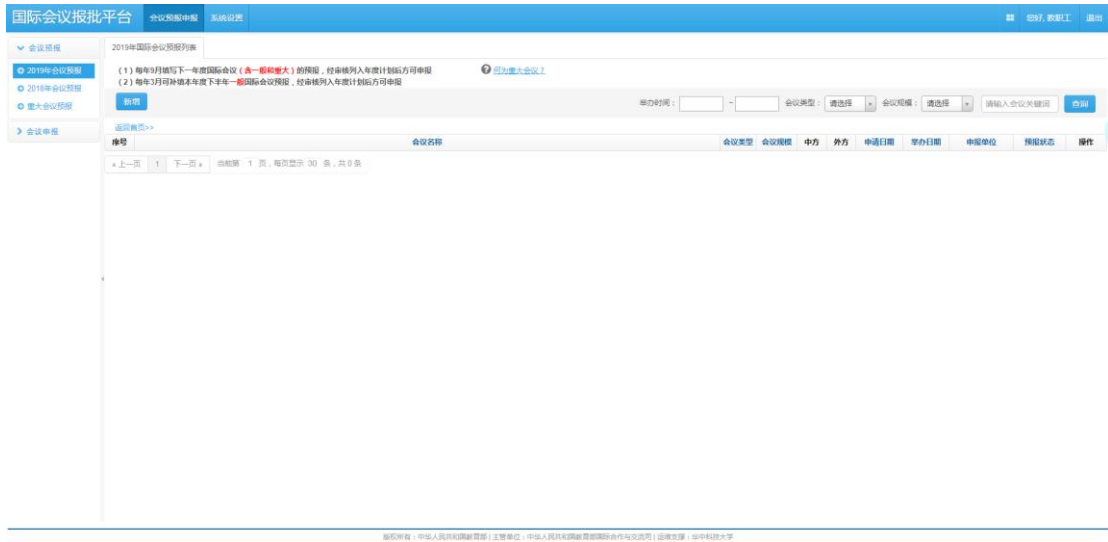 国际会议报批平台 会议预报申报 系统设置 您好, 教职工 退出
会议预报
2019年会议预报
2018年会议预报
重大会议预报
会议申报
2019年国际会议预报列表
(1) 每年9月填写下一年度国际会议 (含一般和重大) 的预报，经审核列入年度计划后方可申报 何为重大会议？
(2) 每年3月可补填本年度下半年一般国际会议预报，经审核列入年度计划后方可申报
新增 举办时间： - 会议类型： 请选择 会议规模： 请选择 请输入会议关键词 查询
返回首页>>
序号 会议名称 会议类型 会议规模 中方 外方 申请日期 举办日期 申报单位 预报状态 操作
« 上一页 1 下一页 » 当前第 1 页，每页显示 30 条，共 0 条
版权所有：中华人民共和国教育部 | 主管单位：中华人民共和国教育部国际合作与交流司 | 运维支撑：华中科技大学